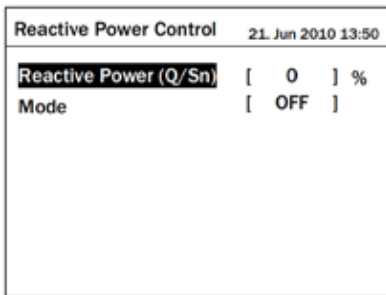 Reactive Power Control 21. Jun 2010 13:50
Reactive Power (Q/Sn) [ 0 ] %
Mode [ OFF ]